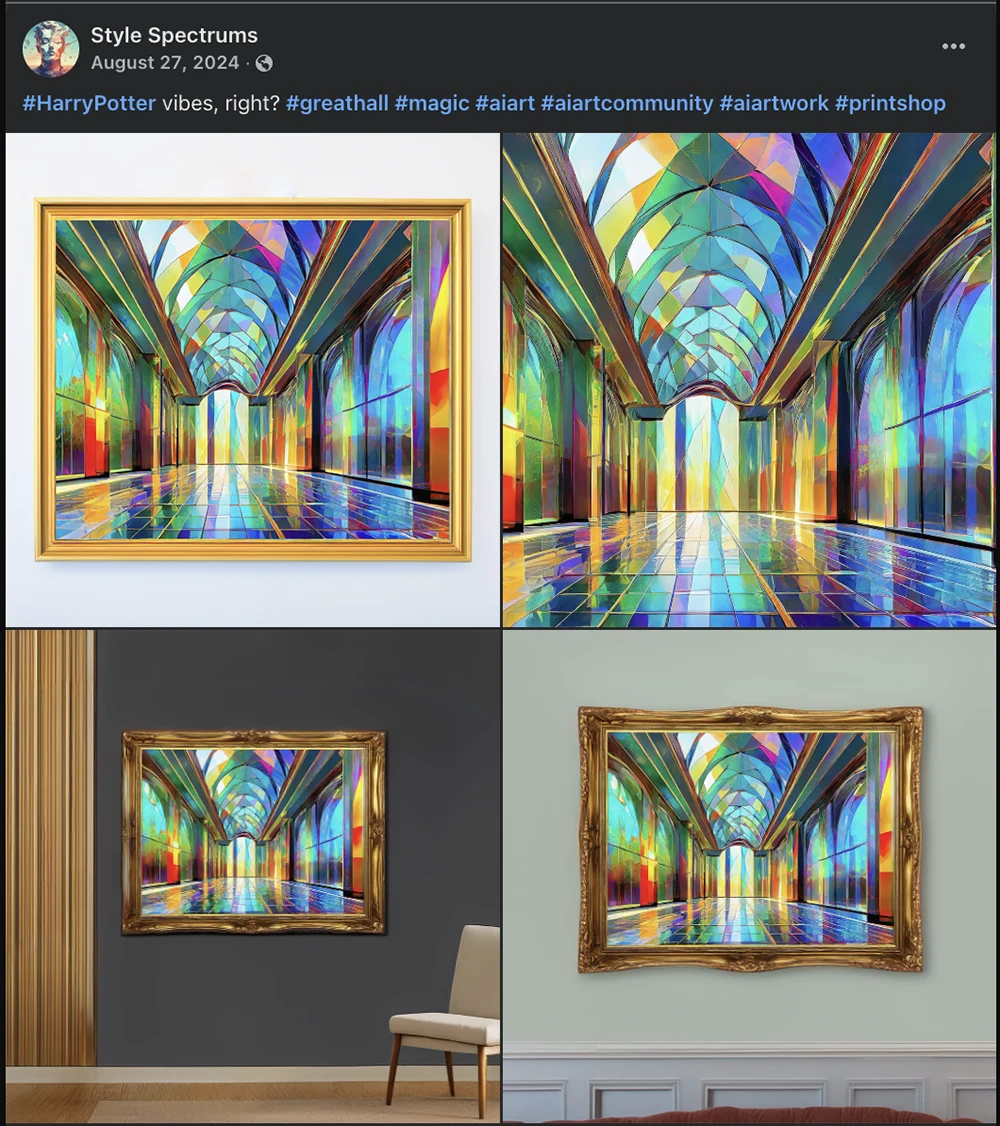 Style Spectrums
August 27, 2024 ·
#HarryPotter vibes, right? #greathall #magic #aiart #aiartcommunity #aiartwork #printshop